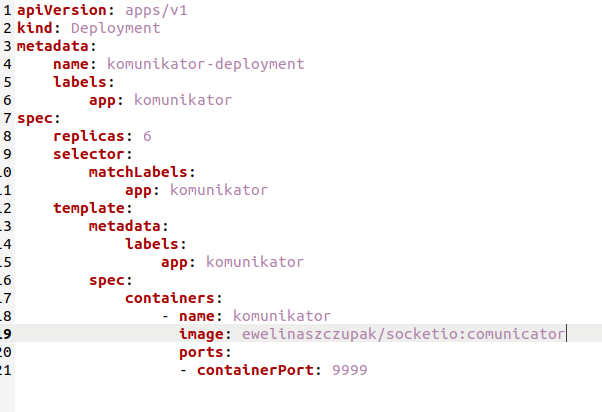 1 apiVersion: apps/v1
2 kind: Deployment
3 metadata:
4     name: komunikator-deployment
5     labels:
6         app: komunikator
7 spec:
8     replicas: 6
9     selector:
10         matchLabels:
11             app: komunikator
12     template:
13         metadata:
14             labels:
15                 app: komunikator
16         spec:
17             containers:
18                 - name: komunikator
19                   image: ewelinaszczupak/socketio:comunicator
20                   ports:
21                   - containerPort: 9999